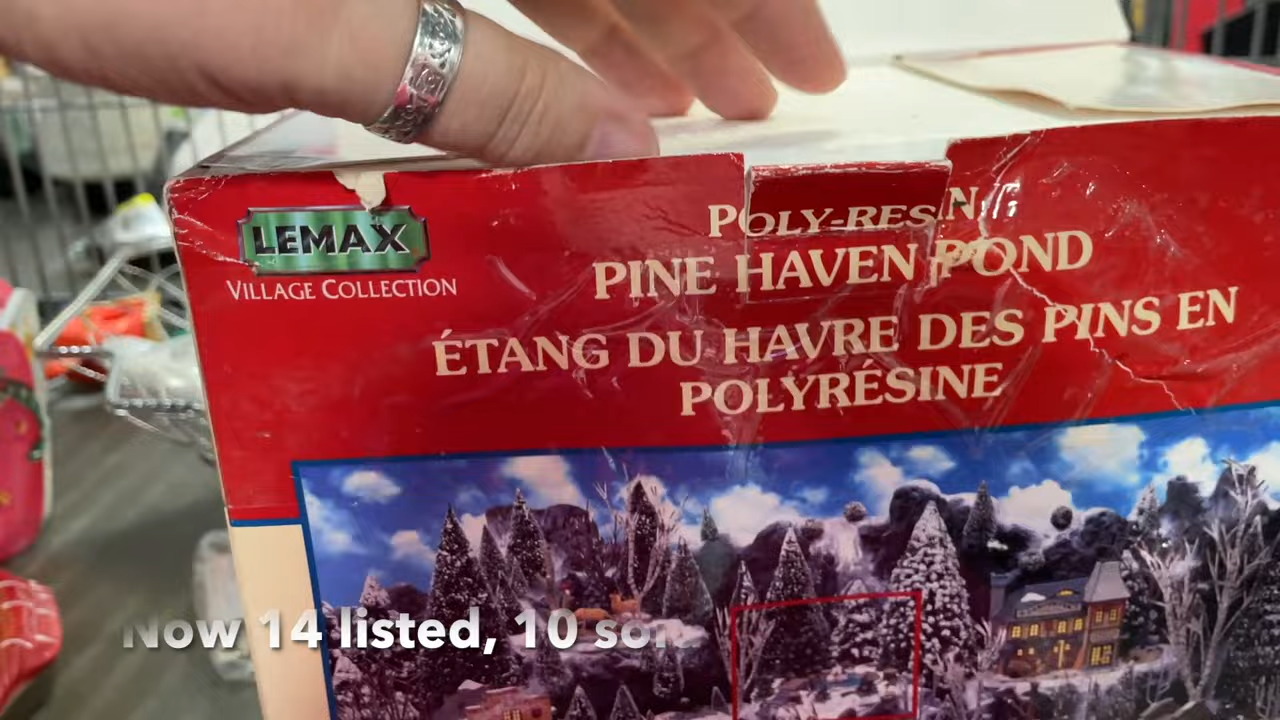 LEMAX
VILLAGE COLLECTION
POLY-RESIN
PINE HAVEN POND
ÉTANG DU HAVRE DES PINS EN
POLYRÉSINE
Now 14 listed, 10 sold